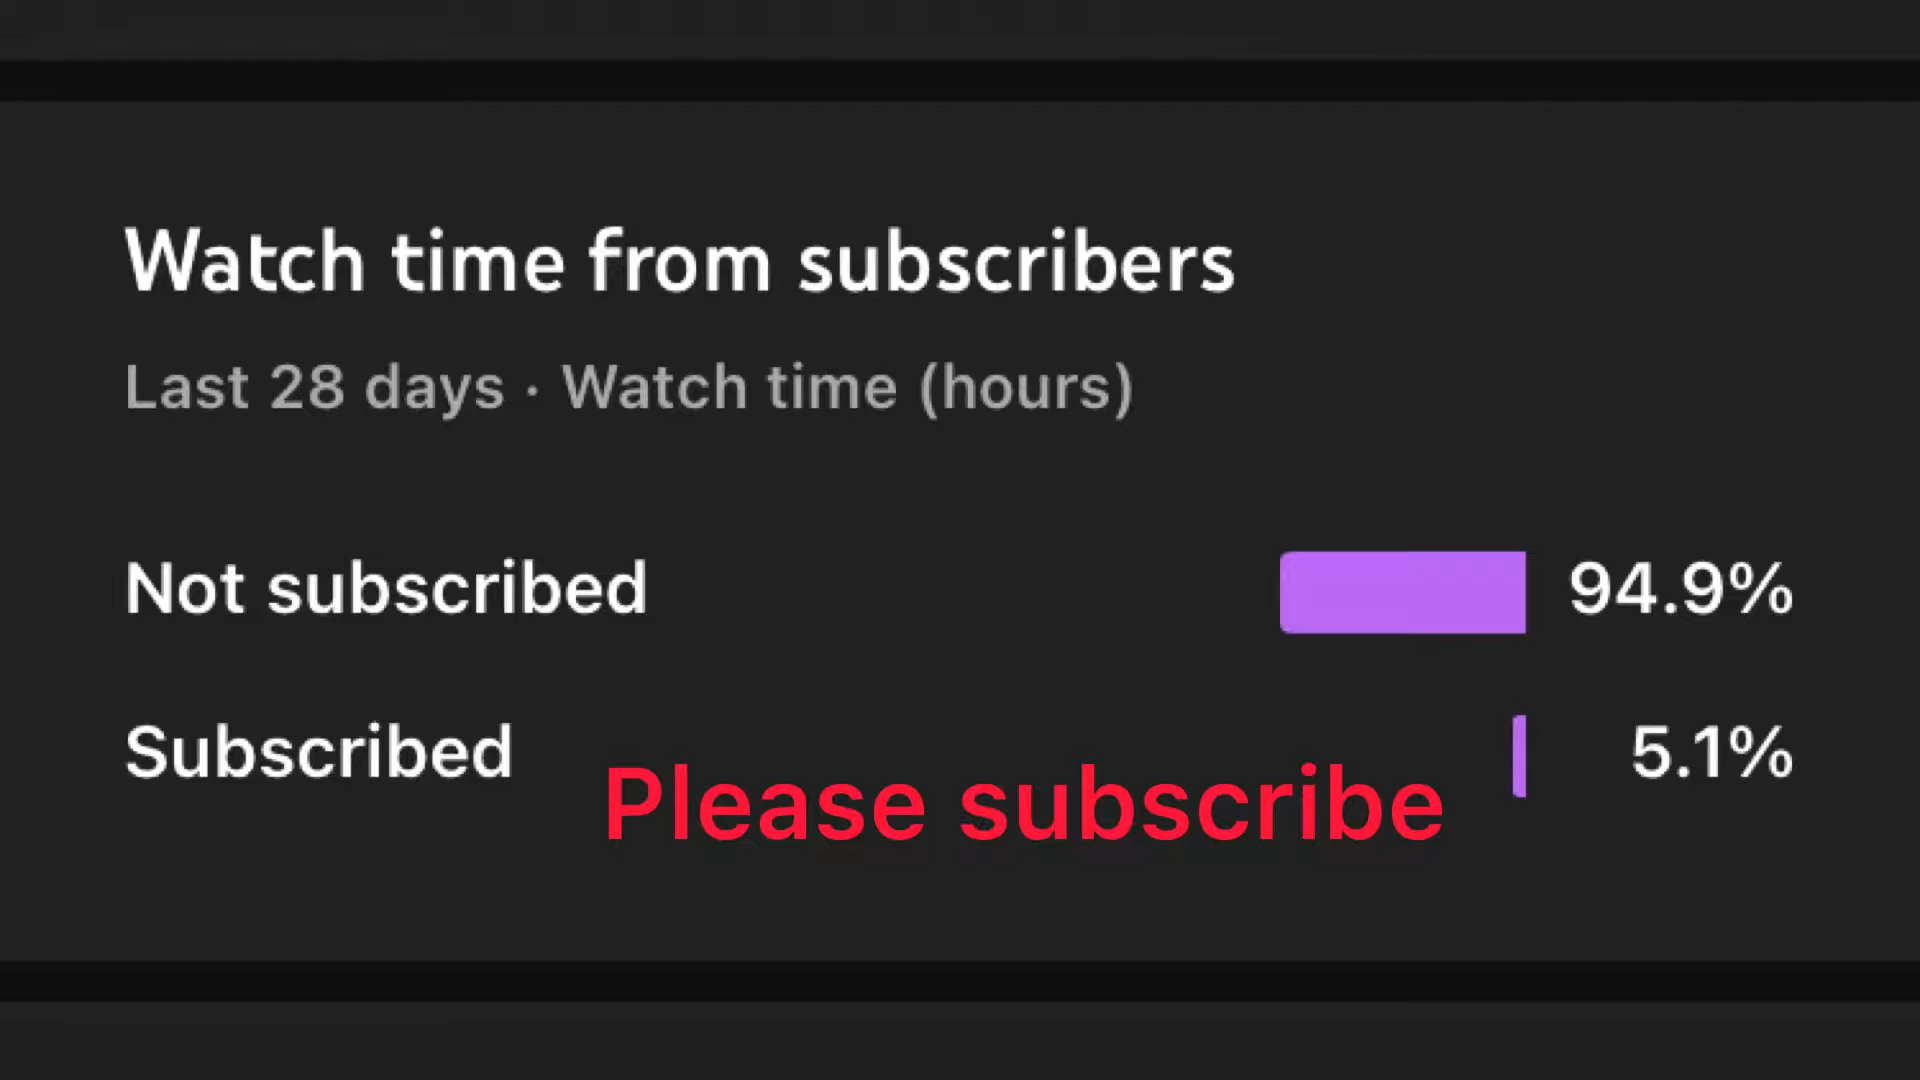 Watch time from subscribers
Last 28 days · Watch time (hours)
Not subscribed 94.9%
Subscribed 5.1%
Please subscribe